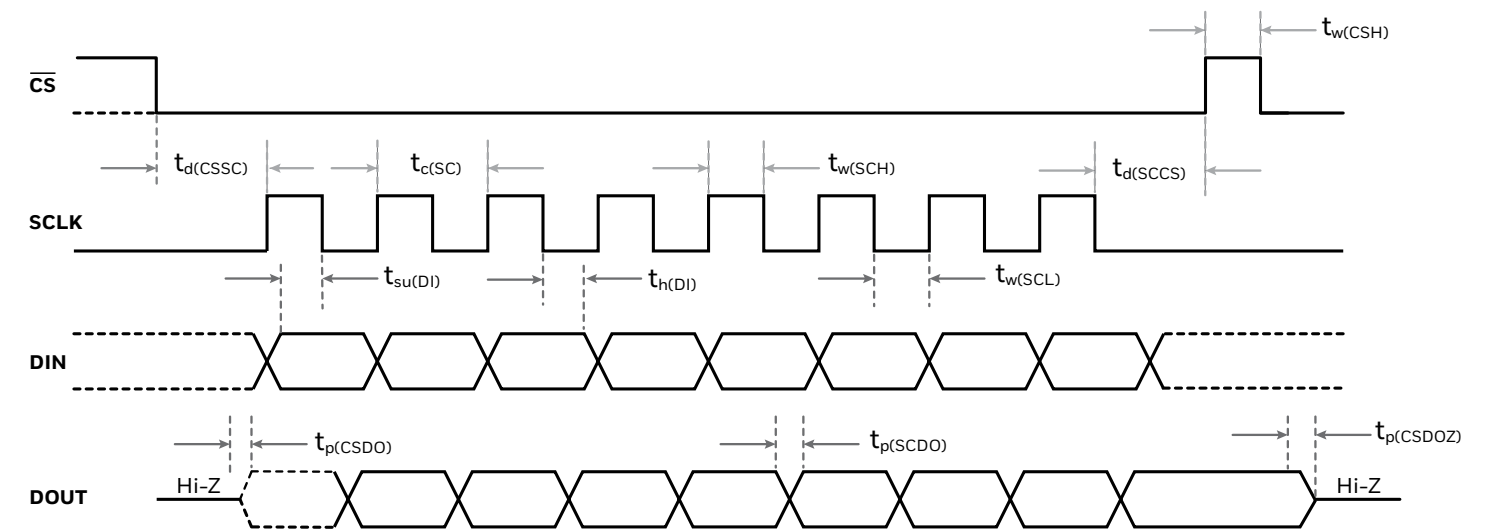 tw(CSH)
CS
td(CSSC)
tc(SC)
tw(SCH)
td(SCCS)
SCLK
tsu(DI)
th(DI)
tw(SCL)
DIN
tp(CSDO)
tp(SCDO)
tp(CSDOZ)
DOUT
Hi-Z
Hi-Z